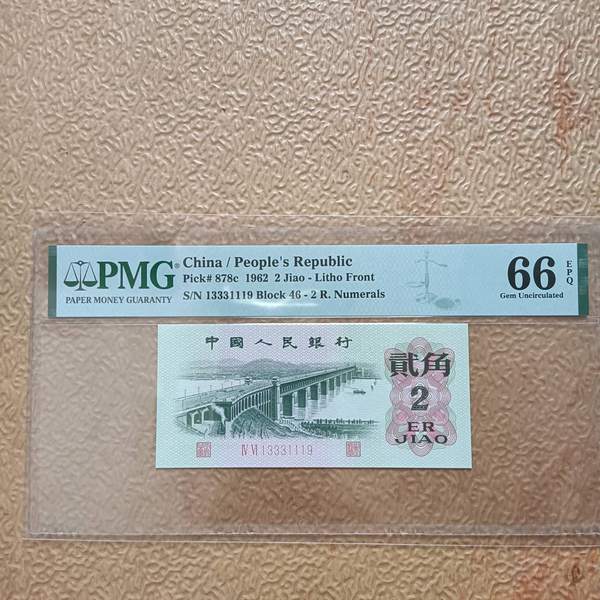 PMG
PAPER MONEY GUARANTY
China / People's Republic
Pick# 878c 1962 2 Jiao - Litho Front
S/N 13331119 Block 46 - 2 R. Numerals
66 EPQ
Gem Uncirculated
中國人民銀行
貳角
2
ER
JIAO
Ⅳ Ⅵ 13331119